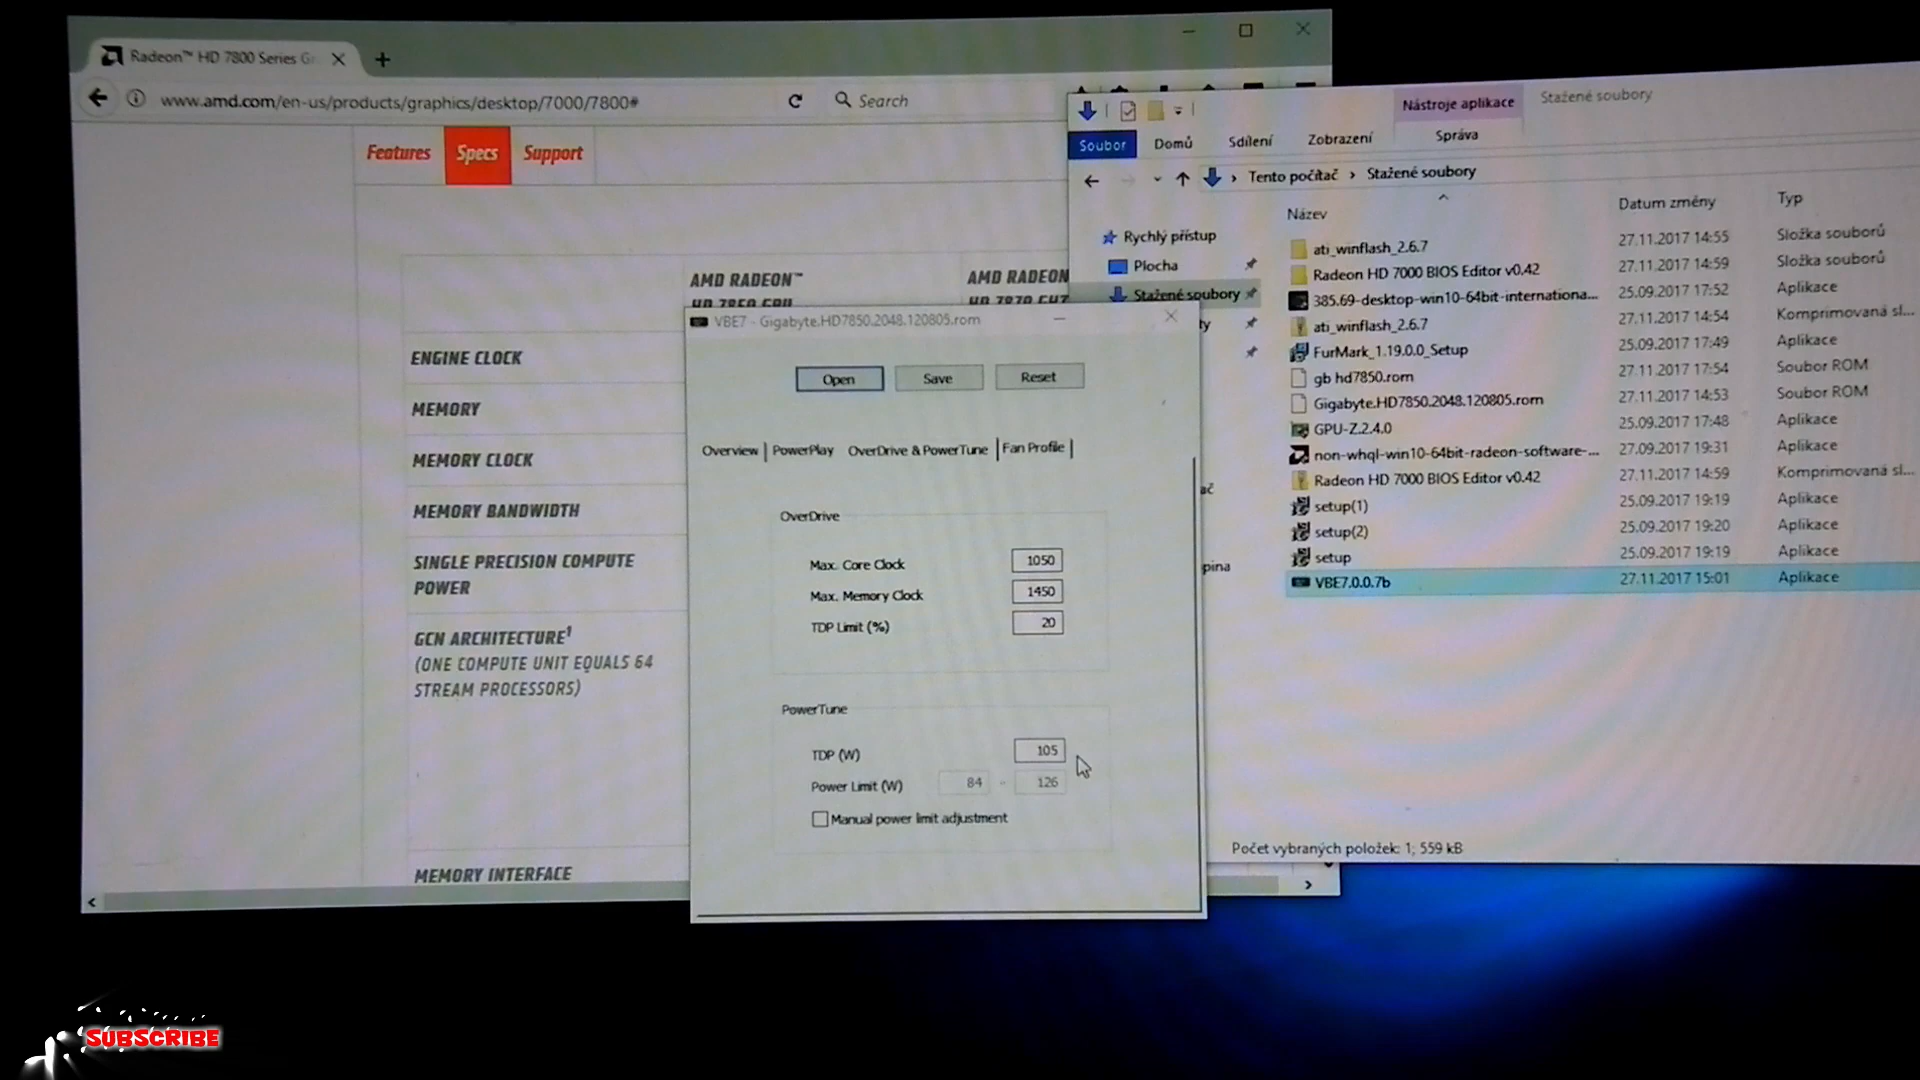 Radeon™ HD 7800 Series Gr
www.amd.com/en-us/products/graphics/desktop/7000/7800#
Search
Features
Specs
Support
AMD RADEON™
HD 7850 GPU
AMD RADEON
ENGINE CLOCK
MEMORY
MEMORY CLOCK
MEMORY BANDWIDTH
SINGLE PRECISION COMPUTE
POWER
GCN ARCHITECTURE¹
(ONE COMPUTE UNIT EQUALS 64
STREAM PROCESSORS)
MEMORY INTERFACE
VBE7 - Gigabyte.HD7850.2048.120805.rom
Open
Save
Reset
Overview
PowerPlay
OverDrive & PowerTune
Fan Profile
OverDrive
Max. Core Clock 1050
Max. Memory Clock 1450
TDP Limit (%) 20
PowerTune
TDP (W) 105
Power Limit (W) 84 - 126
Manual power limit adjustment
Nástroje aplikace
Stažené soubory
Soubor
Domů
Sdílení
Zobrazení
Správa
Tento počítač › Stažené soubory
Rychlý přístup
Plocha
Stažené soubory
ty
ač
pina
Název Datum změny Typ
ati_winflash_2.6.7 27.11.2017 14:55 Složka souborů
Radeon HD 7000 BIOS Editor v0.42 27.11.2017 14:59 Složka souborů
385.69-desktop-win10-64bit-internationa... 25.09.2017 17:52 Aplikace
ati_winflash_2.6.7 27.11.2017 14:54 Komprimovaná sl...
FurMark_1.19.0.0_Setup 25.09.2017 17:49 Aplikace
gb hd7850.rom 27.11.2017 17:54 Soubor ROM
Gigabyte.HD7850.2048.120805.rom 27.11.2017 14:53 Soubor ROM
GPU-Z.2.4.0 25.09.2017 17:48 Aplikace
non-whql-win10-64bit-radeon-software-... 27.09.2017 19:31 Aplikace
Radeon HD 7000 BIOS Editor v0.42 27.11.2017 14:59 Komprimovaná sl...
setup(1) 25.09.2017 19:19 Aplikace
setup(2) 25.09.2017 19:20 Aplikace
setup 25.09.2017 19:19 Aplikace
VBE7.0.0.7b 27.11.2017 15:01 Aplikace
Počet vybraných položek: 1; 559 kB
SUBSCRIBE